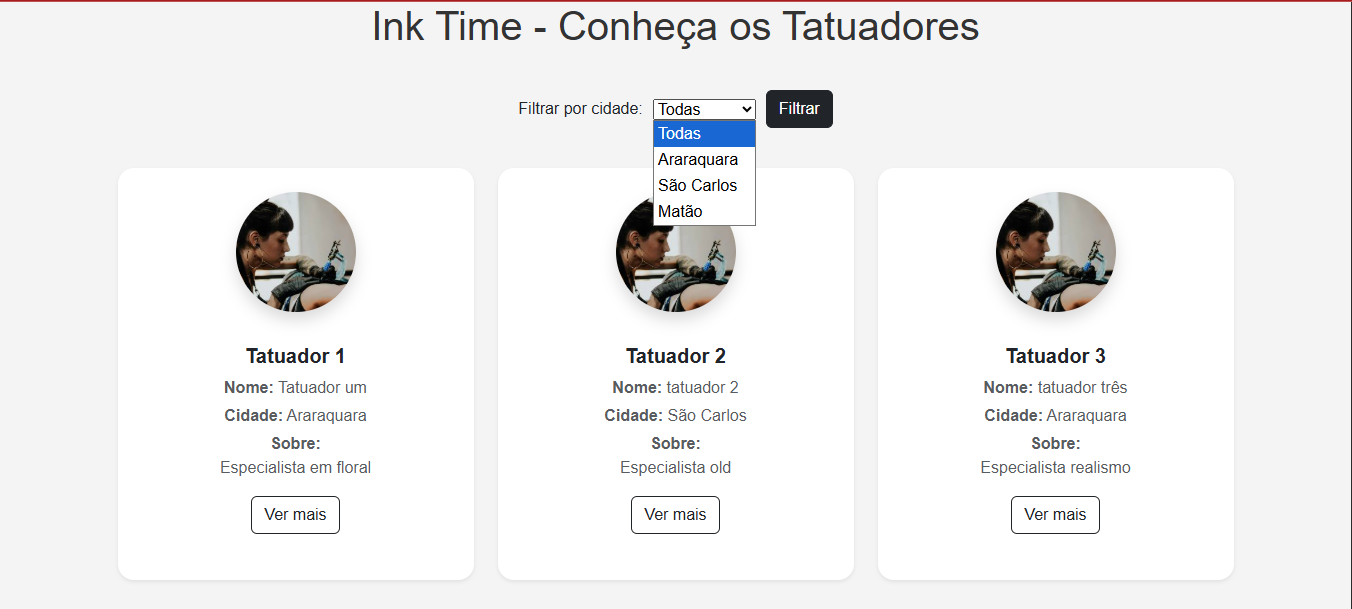 Ink Time - Conheça os Tatuadores
Filtrar por cidade: Todas Filtrar
Todas
Araraquara
São Carlos
Matão
Tatuador 1
Nome: Tatuador um
Cidade: Araraquara
Sobre:
Especialista em floral
Ver mais
Tatuador 2
Nome: tatuador 2
Cidade: São Carlos
Sobre:
Especialista old
Ver mais
Tatuador 3
Nome: tatuador três
Cidade: Araraquara
Sobre:
Especialista realismo
Ver mais